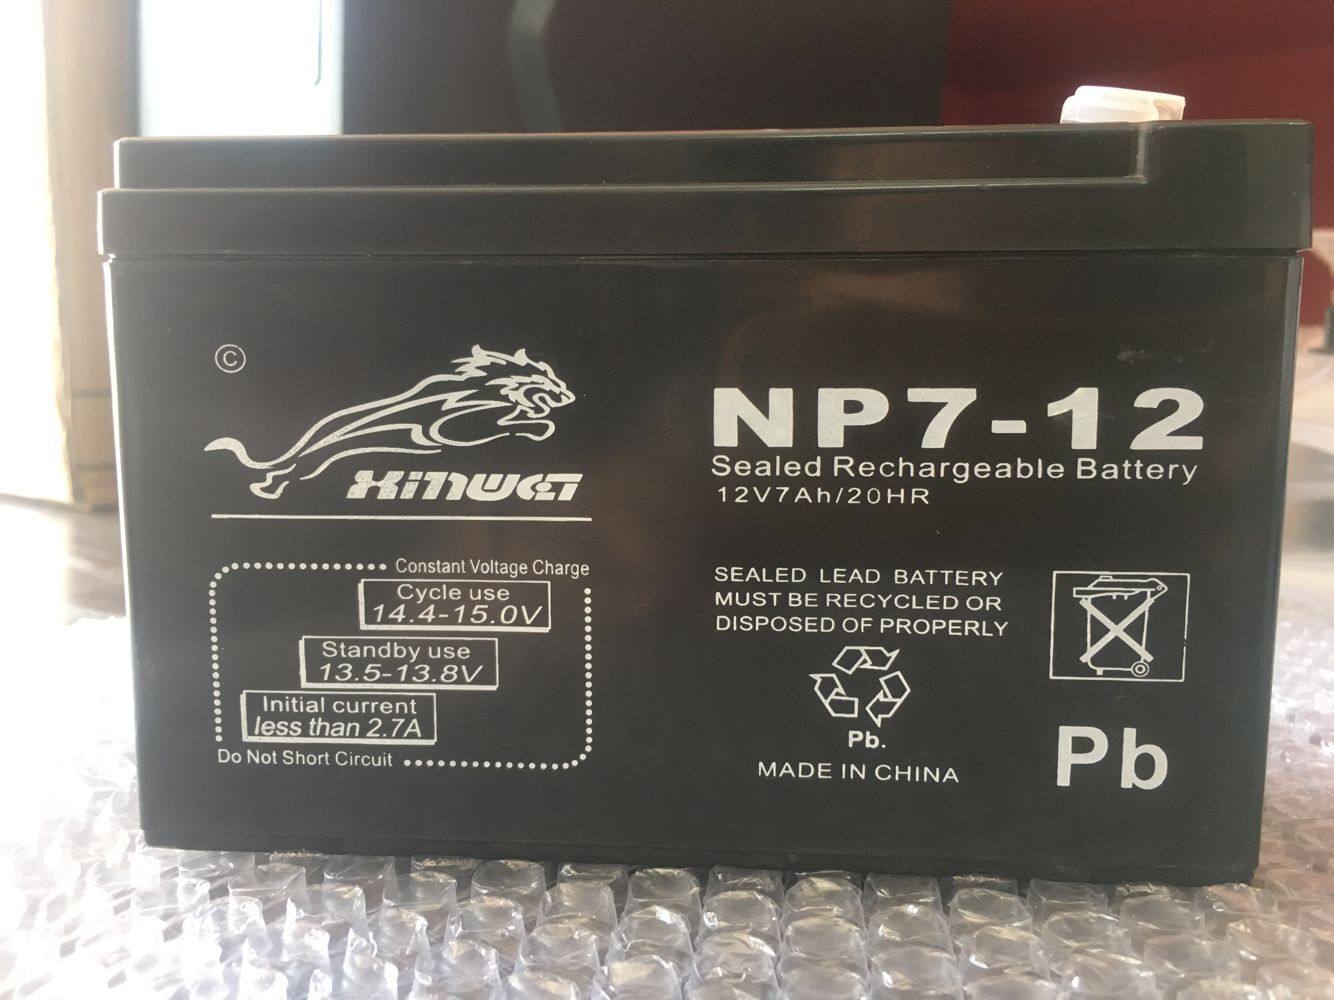 ©
XinWei
NP7-12
Sealed Rechargeable Battery
12V7Ah/20HR
Constant Voltage Charge
Cycle use
14.4-15.0V
Standby use
13.5-13.8V
Initial current
less than 2.7A
Do Not Short Circuit
SEALED LEAD BATTERY
MUST BE RECYCLED OR
DISPOSED OF PROPERLY
Pb.
MADE IN CHINA
Pb